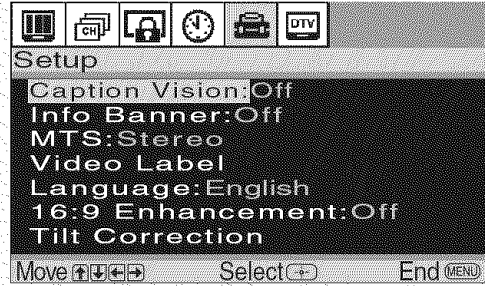 CH DTV
Setup
Caption Vision:Off
Info Banner:Off
MTS:Stereo
Video Label
Language:English
16:9 Enhancement:Off
Tilt Correction
Move Select End MENU